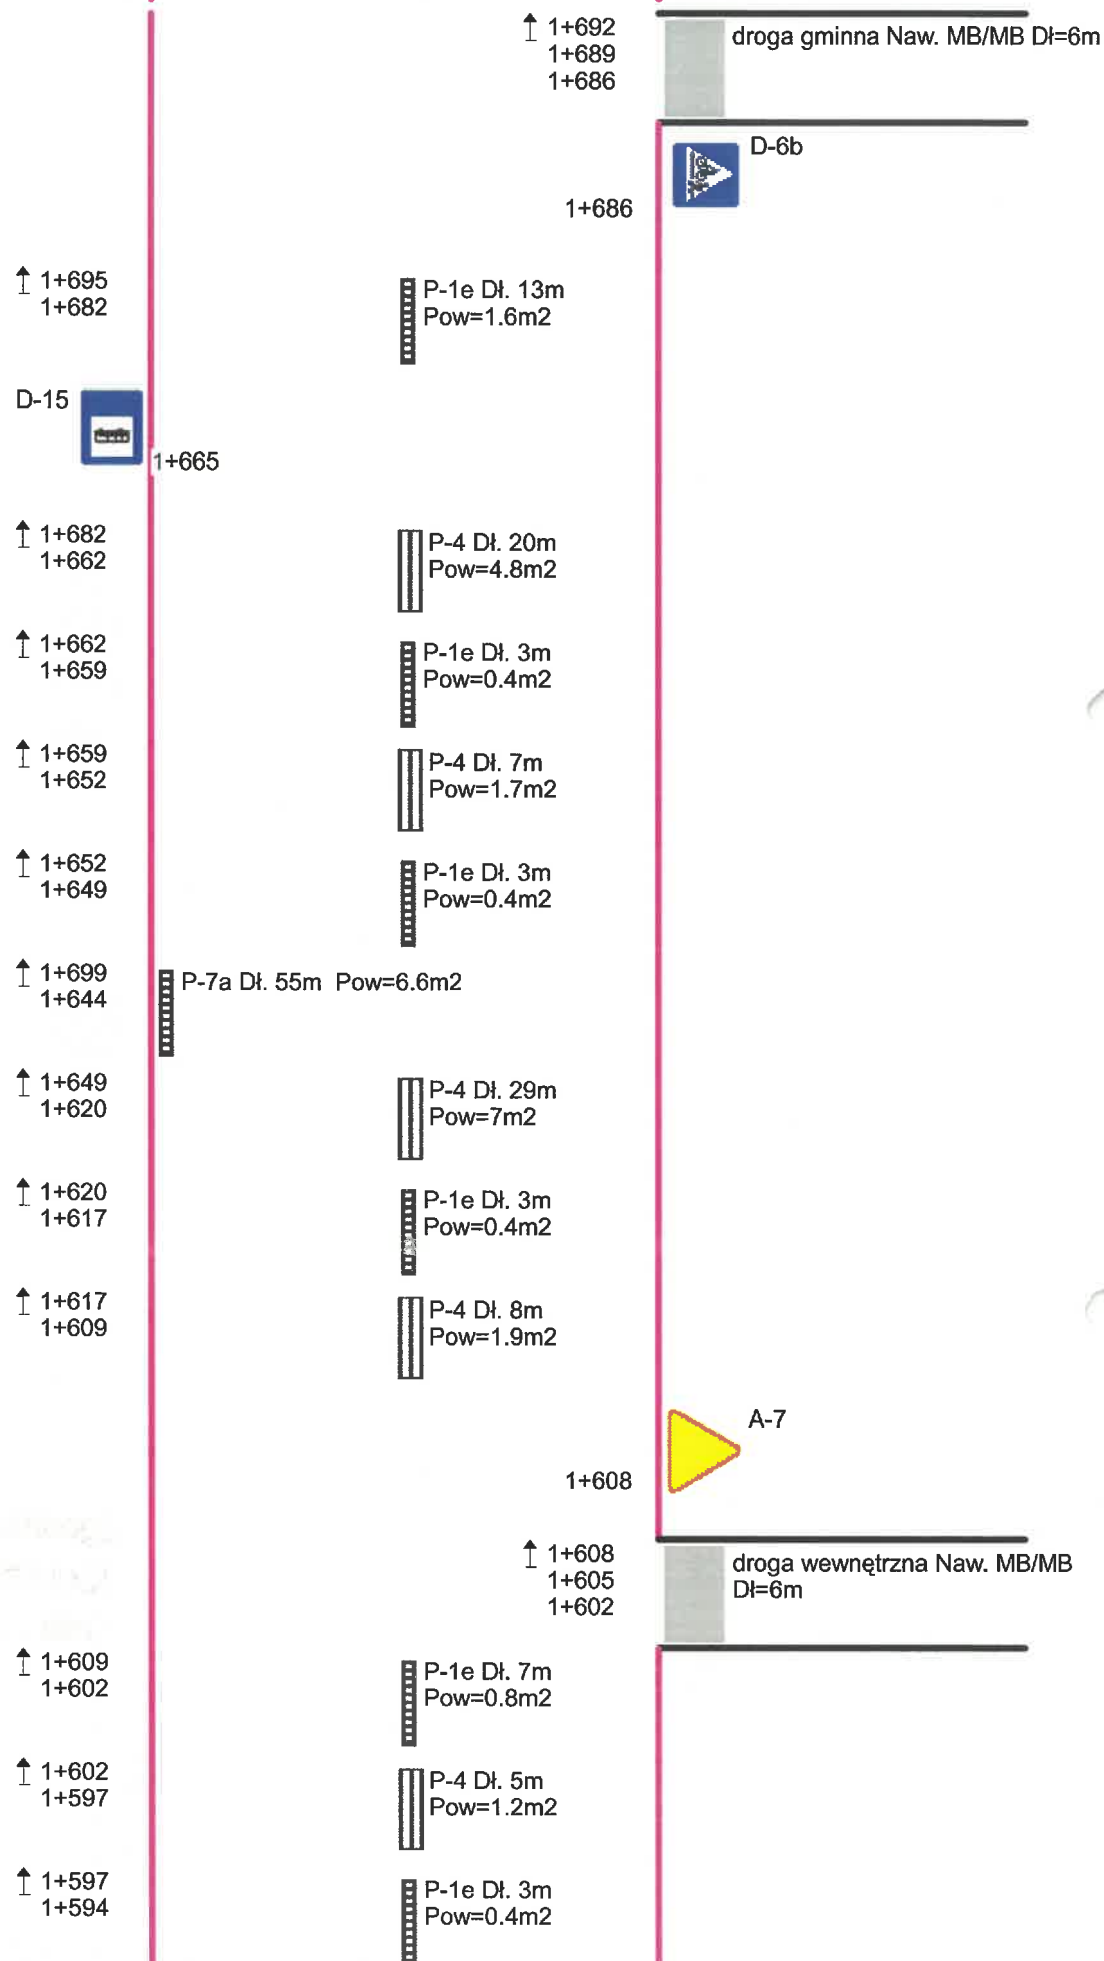 1+692
droga gminna Naw. MB/MB Dł=6m
1+689
1+686
D-6b
1+686
1+695
1+682
P-1e Dł. 13m
Pow=1.6m2
D-15
1+665
1+682
1+662
P-4 Dł. 20m
Pow=4.8m2
1+662
1+659
P-1e Dł. 3m
Pow=0.4m2
1+659
1+652
P-4 Dł. 7m
Pow=1.7m2
1+652
1+649
P-1e Dł. 3m
Pow=0.4m2
1+699
1+644
P-7a Dł. 55m Pow=6.6m2
1+649
1+620
P-4 Dł. 29m
Pow=7m2
1+620
1+617
P-1e Dł. 3m
Pow=0.4m2
1+617
1+609
P-4 Dł. 8m
Pow=1.9m2
A-7
1+608
1+608
1+605
1+602
droga wewnętrzna Naw. MB/MB
Dł=6m
1+609
1+602
P-1e Dł. 7m
Pow=0.8m2
1+602
1+597
P-4 Dł. 5m
Pow=1.2m2
1+597
1+594
P-1e Dł. 3m
Pow=0.4m2